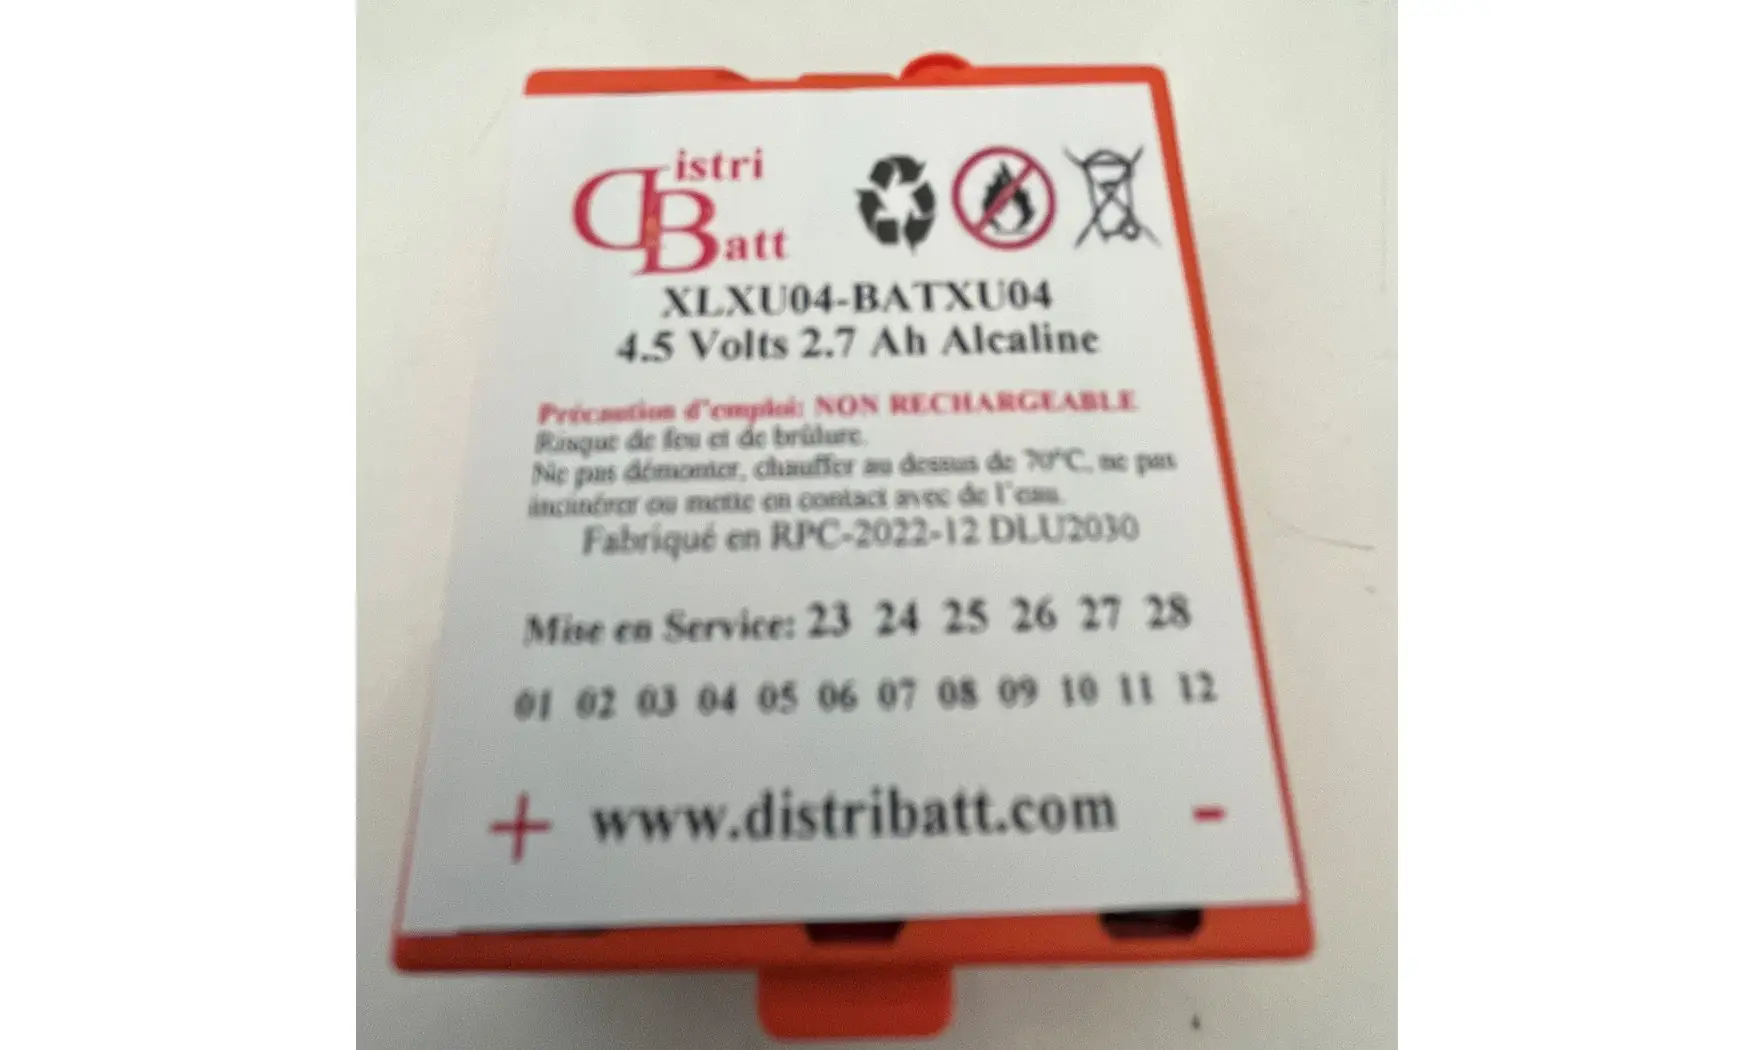 Distri
Batt
XLXU04-BATXU04
4.5 Volts 2.7 Ah Alcaline
Précaution d'emploi: NON RECHARGEABLE
Risque de feu et de brûlure.
Ne pas démonter, chauffer au dessus de 70°C, ne pas
incinérer ou mettre en contact avec de l'eau.
Fabriqué en RPC-2022-12 DLU2030
Mise en Service: 23 24 25 26 27 28
01 02 03 04 05 06 07 08 09 10 11 12
+ www.distribatt.com -